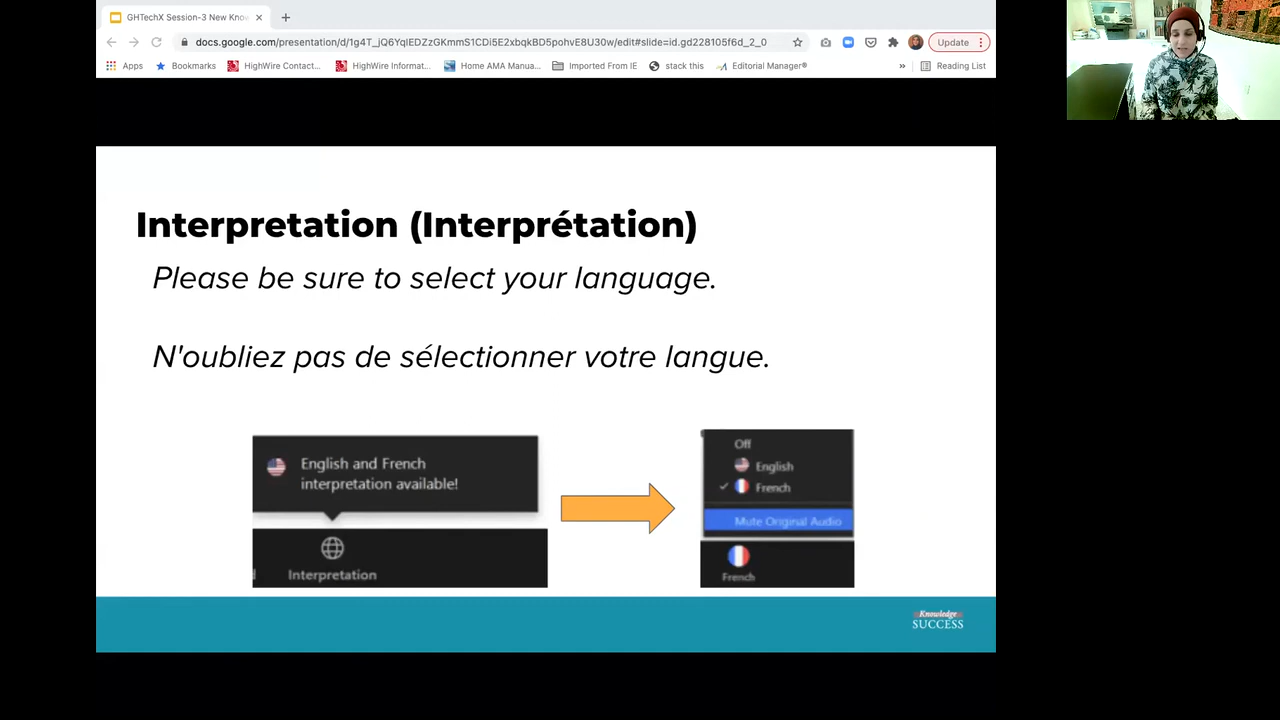 GHTechX Session-3 New Kno
docs.google.com/presentation/d/1g4T_jQ6YqlEDZzGKmmS1CDi5E2xbqkBD5pohvE8U30w/edit#slide=id.gd228105f6d_2_0
Update
Apps
Bookmarks
HighWire Contact...
HighWire Informat...
Home AMA Manua...
Imported From IE
stack this
Editorial Manager®
»
Reading List
Interpretation (Interprétation)
Please be sure to select your language.
N'oubliez pas de sélectionner votre langue.
English and French
interpretation available!
Interpretation
Off
English
French
Mute Original Audio
French
Knowledge
SUCCESS